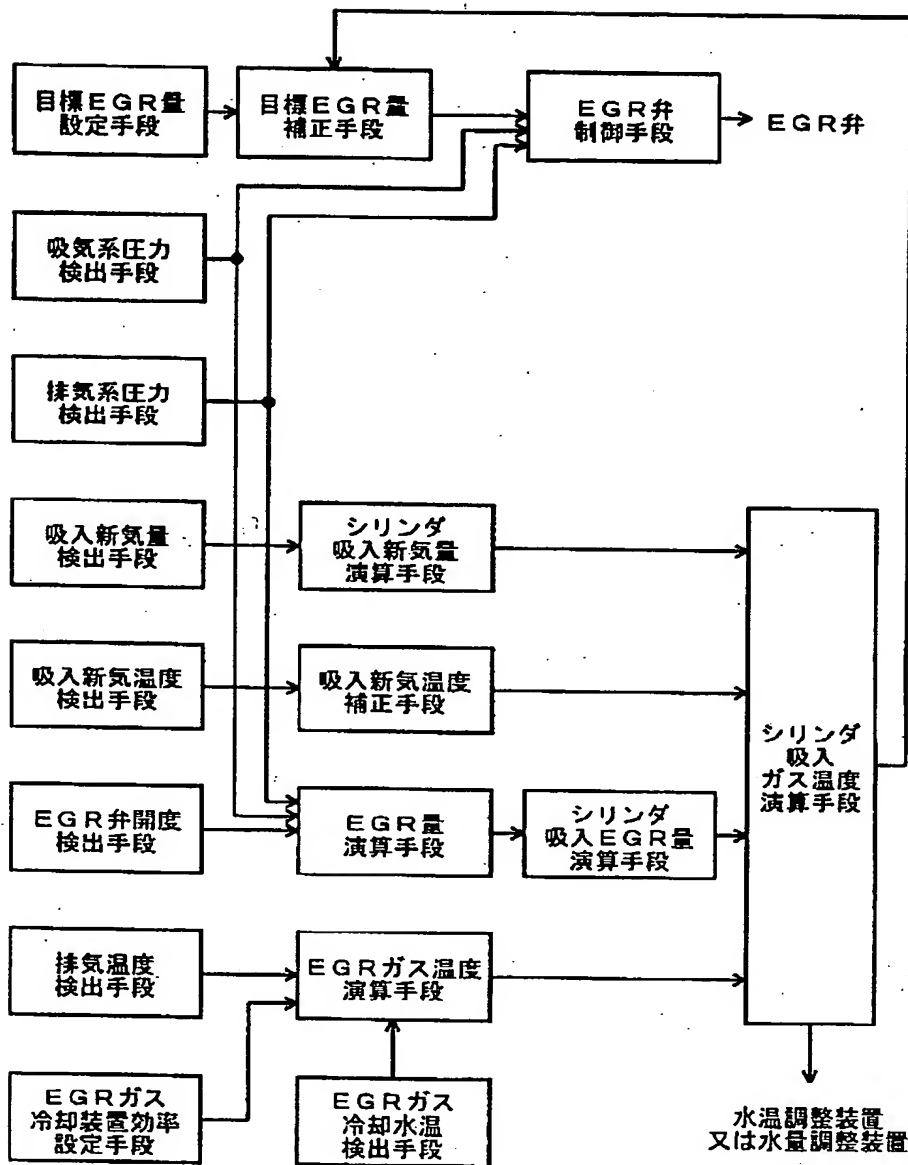 目標EGR量
設定手段
目標EGR量
補正手段
EGR弁
制御手段
EGR弁
吸気系圧力
検出手段
排気系圧力
検出手段
吸入新気量
検出手段
シリンダ
吸入新気量
演算手段
吸入新気温度
検出手段
吸入新気温度
補正手段
シリンダ
吸入
ガス温度
演算手段
EGR弁開度
検出手段
EGR量
演算手段
シリンダ
吸入EGR量
演算手段
排気温度
検出手段
EGRガス温度
演算手段
EGRガス
冷却装置効率
設定手段
EGRガス
冷却水温
検出手段
水温調整装置
又は水量調整装置